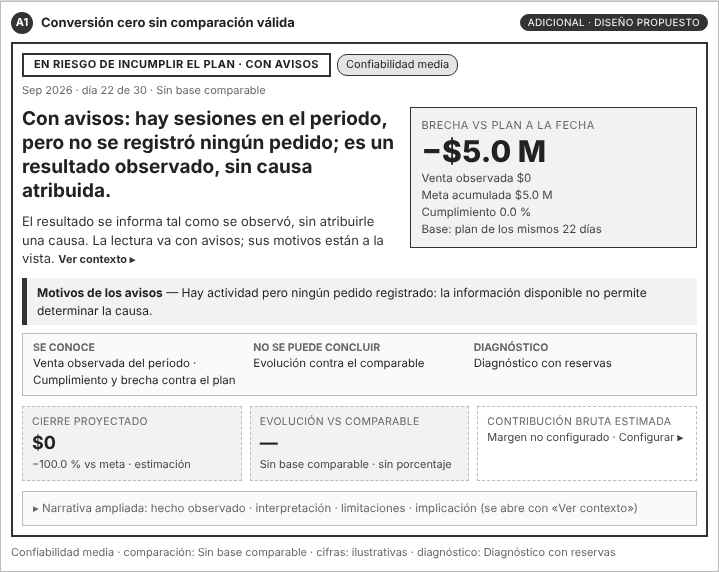 A1 Conversión cero sin comparación válida
ADICIONAL · DISEÑO PROPUESTO
EN RIESGO DE INCUMPLIR EL PLAN · CON AVISOS
Confiabilidad media
Sep 2026 · día 22 de 30 · Sin base comparable
Con avisos: hay sesiones en el periodo,
pero no se registró ningún pedido; es un
resultado observado, sin causa
atribuida.
El resultado se informa tal como se observó, sin atribuirle
una causa. La lectura va con avisos; sus motivos están a la
vista. Ver contexto ▸
BRECHA VS PLAN A LA FECHA
−$5.0 M
Venta observada $0
Meta acumulada $5.0 M
Cumplimiento 0.0 %
Base: plan de los mismos 22 días
Motivos de los avisos — Hay actividad pero ningún pedido registrado: la información disponible no permite
determinar la causa.
SE CONOCE
Venta observada del periodo ·
Cumplimiento y brecha contra el plan
NO SE PUEDE CONCLUIR
Evolución contra el comparable
DIAGNÓSTICO
Diagnóstico con reservas
CIERRE PROYECTADO
$0
−100.0 % vs meta · estimación
EVOLUCIÓN VS COMPARABLE
—
Sin base comparable · sin porcentaje
CONTRIBUCIÓN BRUTA ESTIMADA
Margen no configurado · Configurar ▸
▸ Narrativa ampliada: hecho observado · interpretación · limitaciones · implicación (se abre con «Ver contexto»)
Confiabilidad media · comparación: Sin base comparable · cifras: ilustrativas · diagnóstico: Diagnóstico con reservas